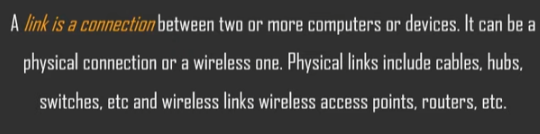 A link is a connection between two or more computers or devices. It can be a
physical connection or a wireless one. Physical links include cables, hubs,
switches, etc and wireless links wireless access points, routers, etc.